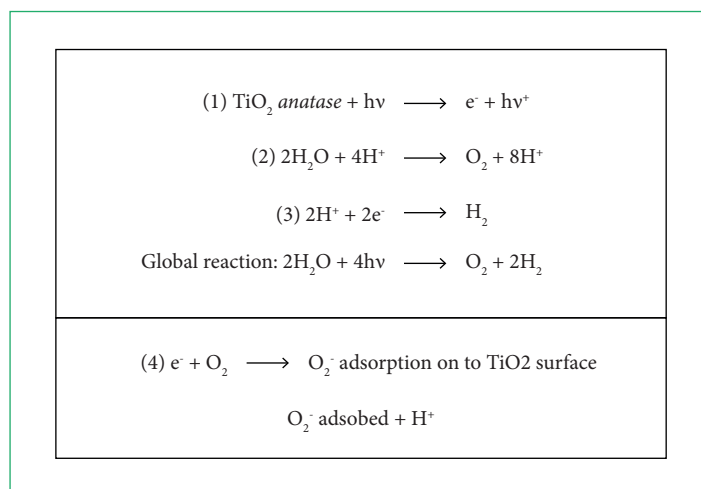 (1) TiO₂ anatase + hν ⟶ e⁻ + hν⁺
(2) 2H₂O + 4H⁺ ⟶ O₂ + 8H⁺
(3) 2H⁺ + 2e⁻ ⟶ H₂
Global reaction: 2H₂O + 4hν ⟶ O₂ + 2H₂
(4) e⁻ + O₂ ⟶ O₂⁻ adsorption on to TiO2 surface
O₂⁻ adsobed + H⁺